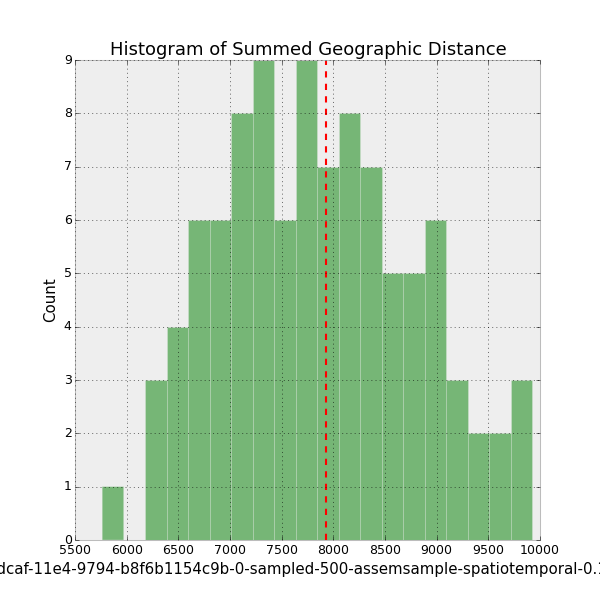 Histogram of Summed Geographic Distance
9
8
7
6
5
4
3
2
1
0
Count
5500 6000 6500 7000 7500 8000 8500 9000 9500 10000
dcaf-11e4-9794-b8f6b1154c9b-0-sampled-500-assemsample-spatiotemporal-0.1